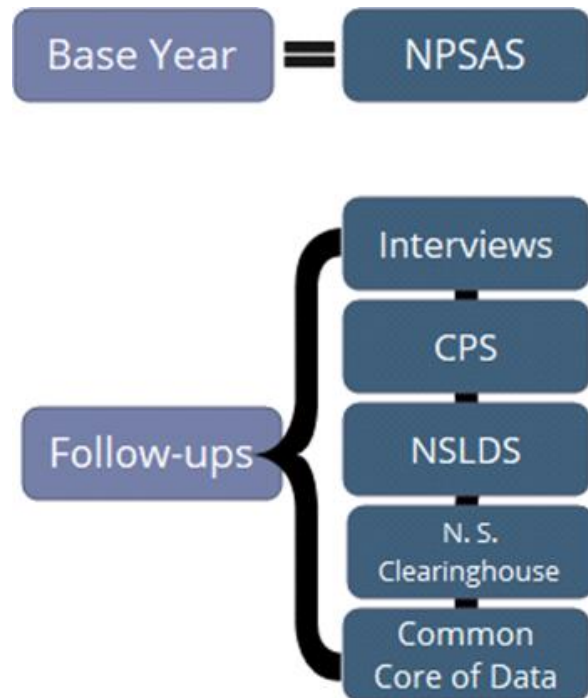 Base Year
NPSAS
Interviews
CPS
Follow-ups
NSLDS
N. S.
Clearinghouse
Common
Core of Data